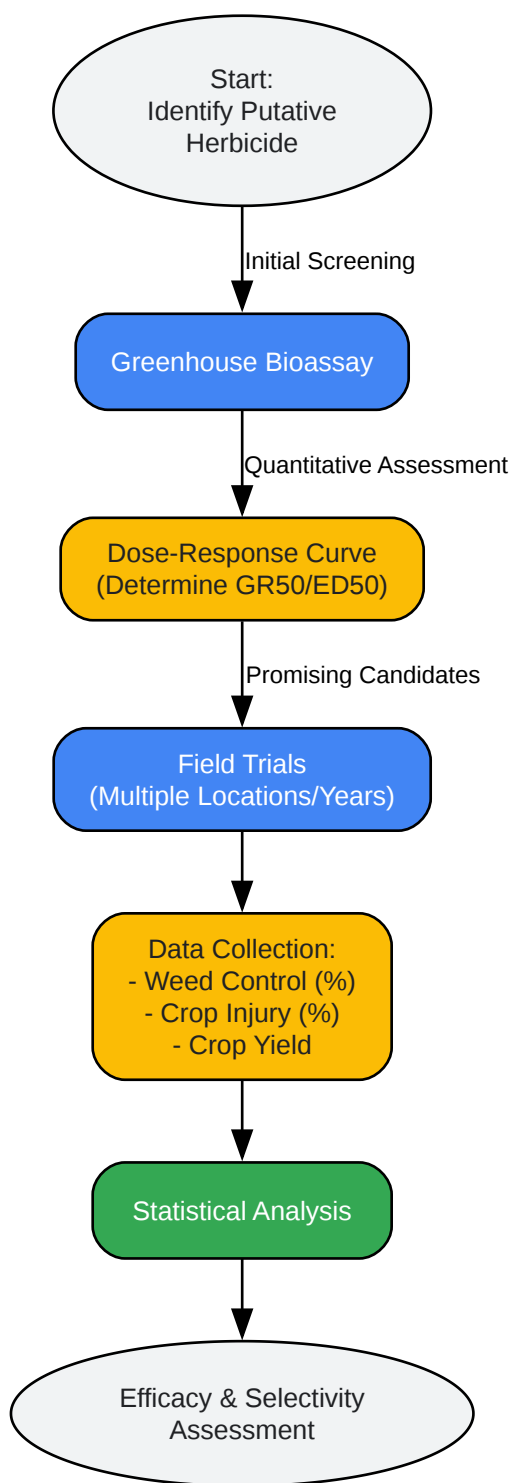 Start:
Identify Putative
Herbicide
Initial Screening
Greenhouse Bioassay
Quantitative Assessment
Dose-Response Curve
(Determine GR50/ED50)
Promising Candidates
Field Trials
(Multiple Locations/Years)
Data Collection:
- Weed Control (%)
- Crop Injury (%)
- Crop Yield
Statistical Analysis
Efficacy & Selectivity
Assessment